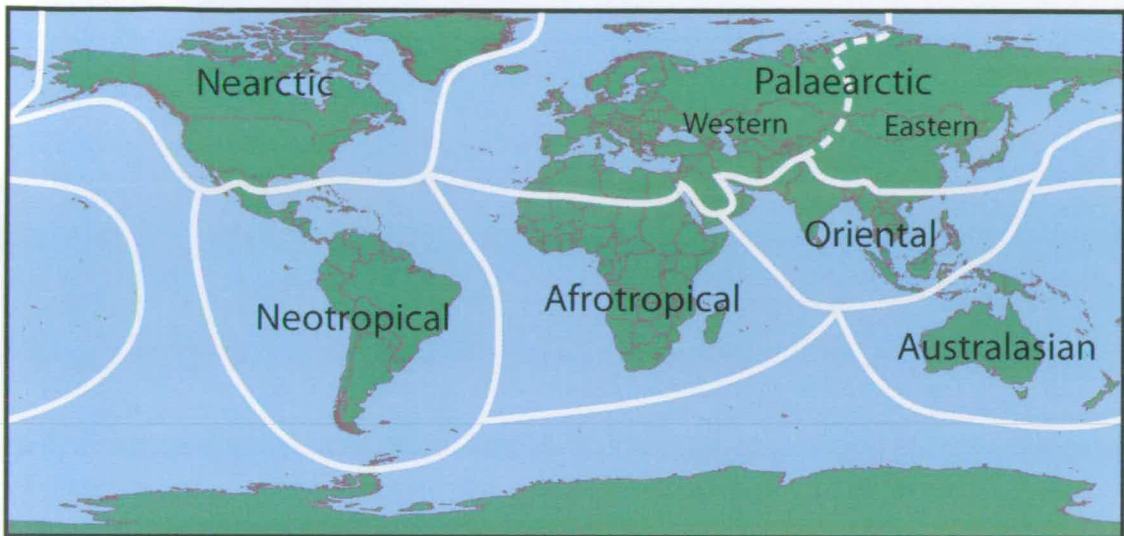 Nearctic
Palaearctic
Western
Eastern
Oriental
Neotropical
Afrotropical
Australasian